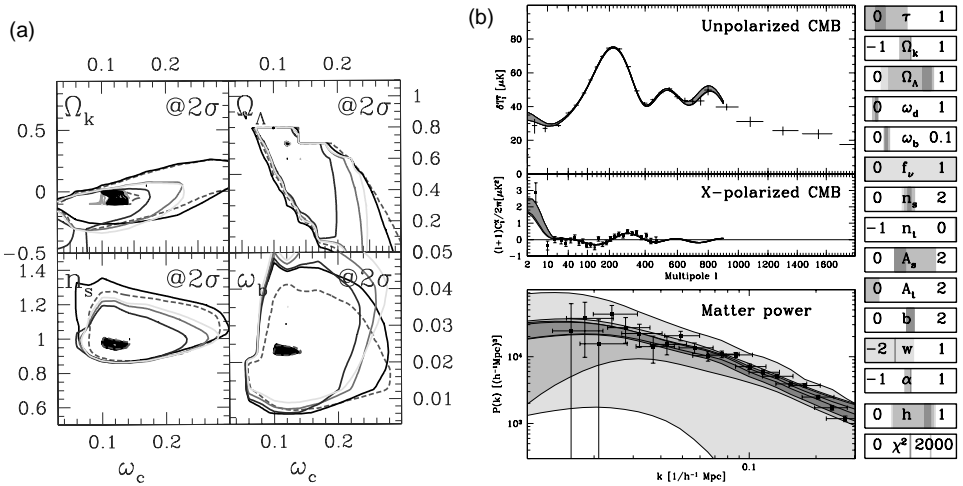 (a)
0.1 0.2
Ω_k @2σ
0.5
0
−0.5
Ω_Λ @2σ
1
0.8
0.6
0.4
0.2
0.05
n_s @2σ
1.4
1.2
1
0.8
0.6
ω_b @2σ
0.04
0.03
0.02
0.01
0.1 0.2
0.1 0.2
ω_c
ω_c
(b)
Unpolarized CMB
δT [μK]
80
60
40
20
0
X-polarized CMB
(l+1)C_l^x/2π[μK²]
3
2
1
0
−1
2 10 40 100 200 400 600 800 1000 1200 1400 1600
Multipole l
Matter power
P(k) [(h⁻¹Mpc)³]
10⁴
10³
0.1
k [1/h⁻¹ Mpc]
0 τ 1
−1 Ω_k 1
0 Ω_Λ 1
0 ω_d 1
0 ω_b 0.1
0 f_ν 1
0 n_s 2
−1 n_t 0
0 A_s 2
0 A_t 2
0 b 2
−2 w 1
−1 α 1
0 h 1
0 χ² 2000